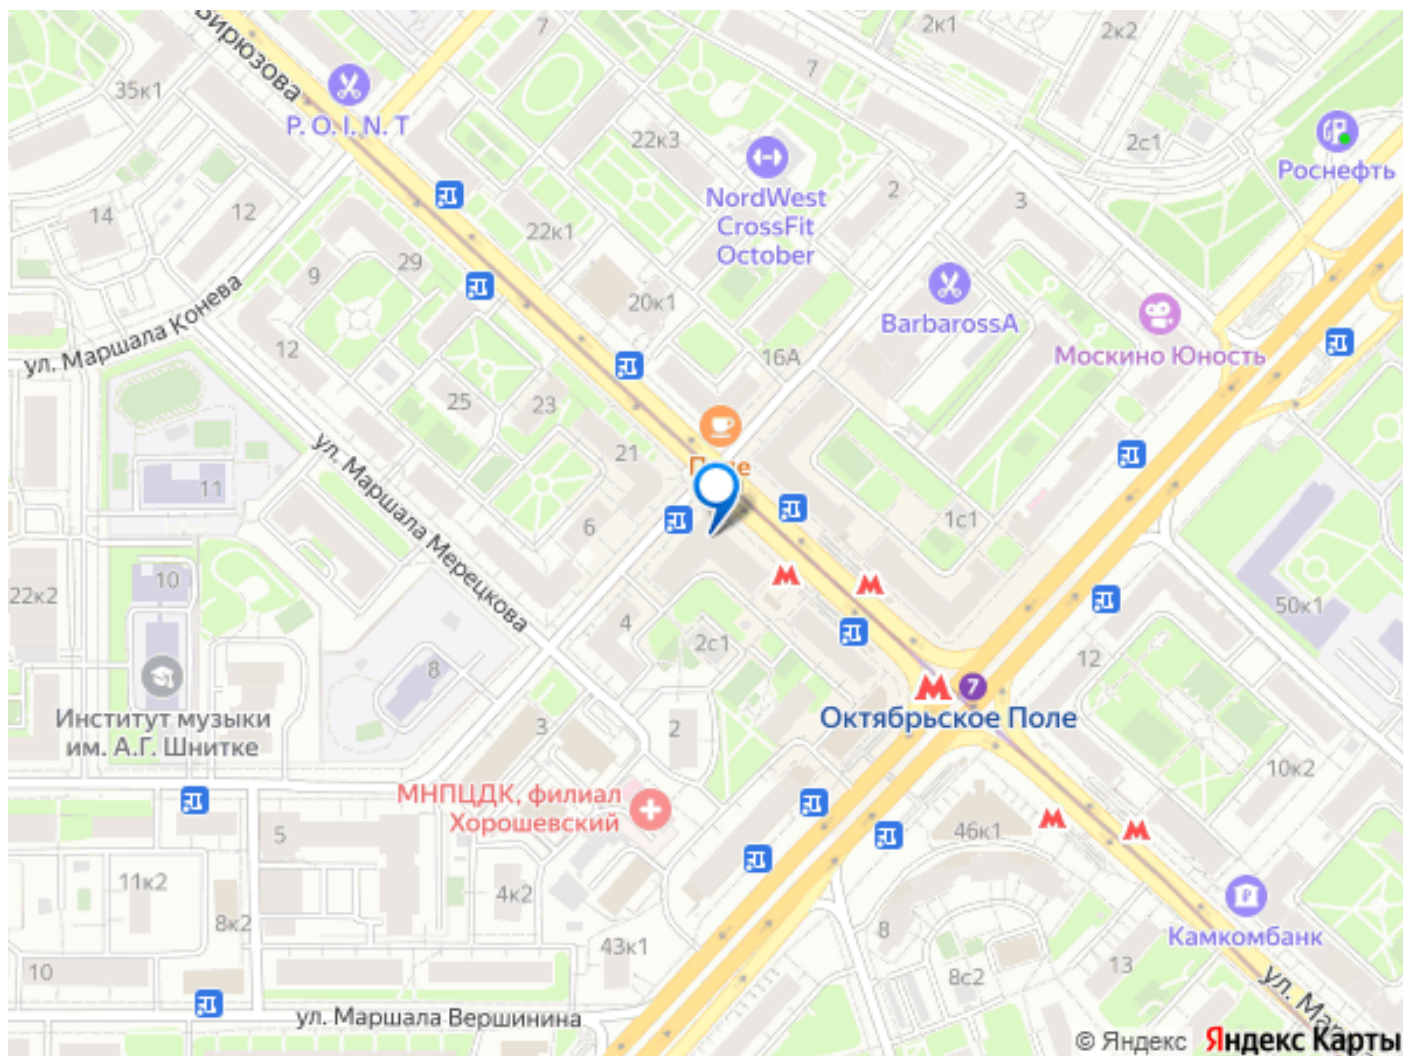 7
2к1
2к2
Бирюзова
35к1
7
P. O. I. N. T
22к3
2с1
Роснефть
NordWest
CrossFit
October
2
3
14
12
22к1
29
9
20к1
BarbarossA
Москино Юность
ул. Маршала Конева
12
16А
25
23
21
11
ул. Маршала Мерецкова
6
1с1
22к2
10
4
2с1
50к1
12
8
7
Октябрьское Поле
Институт музыки
им. А.Г. Шнитке
3
2
10к2
МНПЦДК, филиал
Хорошевский
5
46к1
11к2
4к2
8к2
43к1
8
Камкомбанк
10
8с2
13
ул. Маршала Вершинина
© Яндекс Яндекс Карты